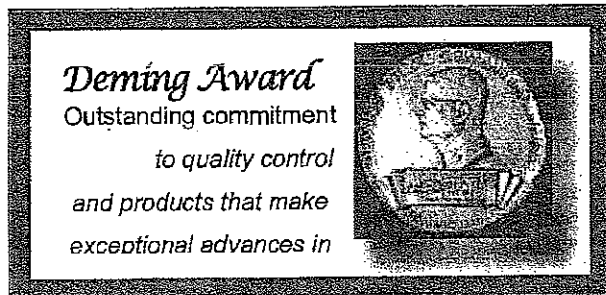 Deming Award
Outstanding commitment
to quality control
and products that make
exceptional advances in